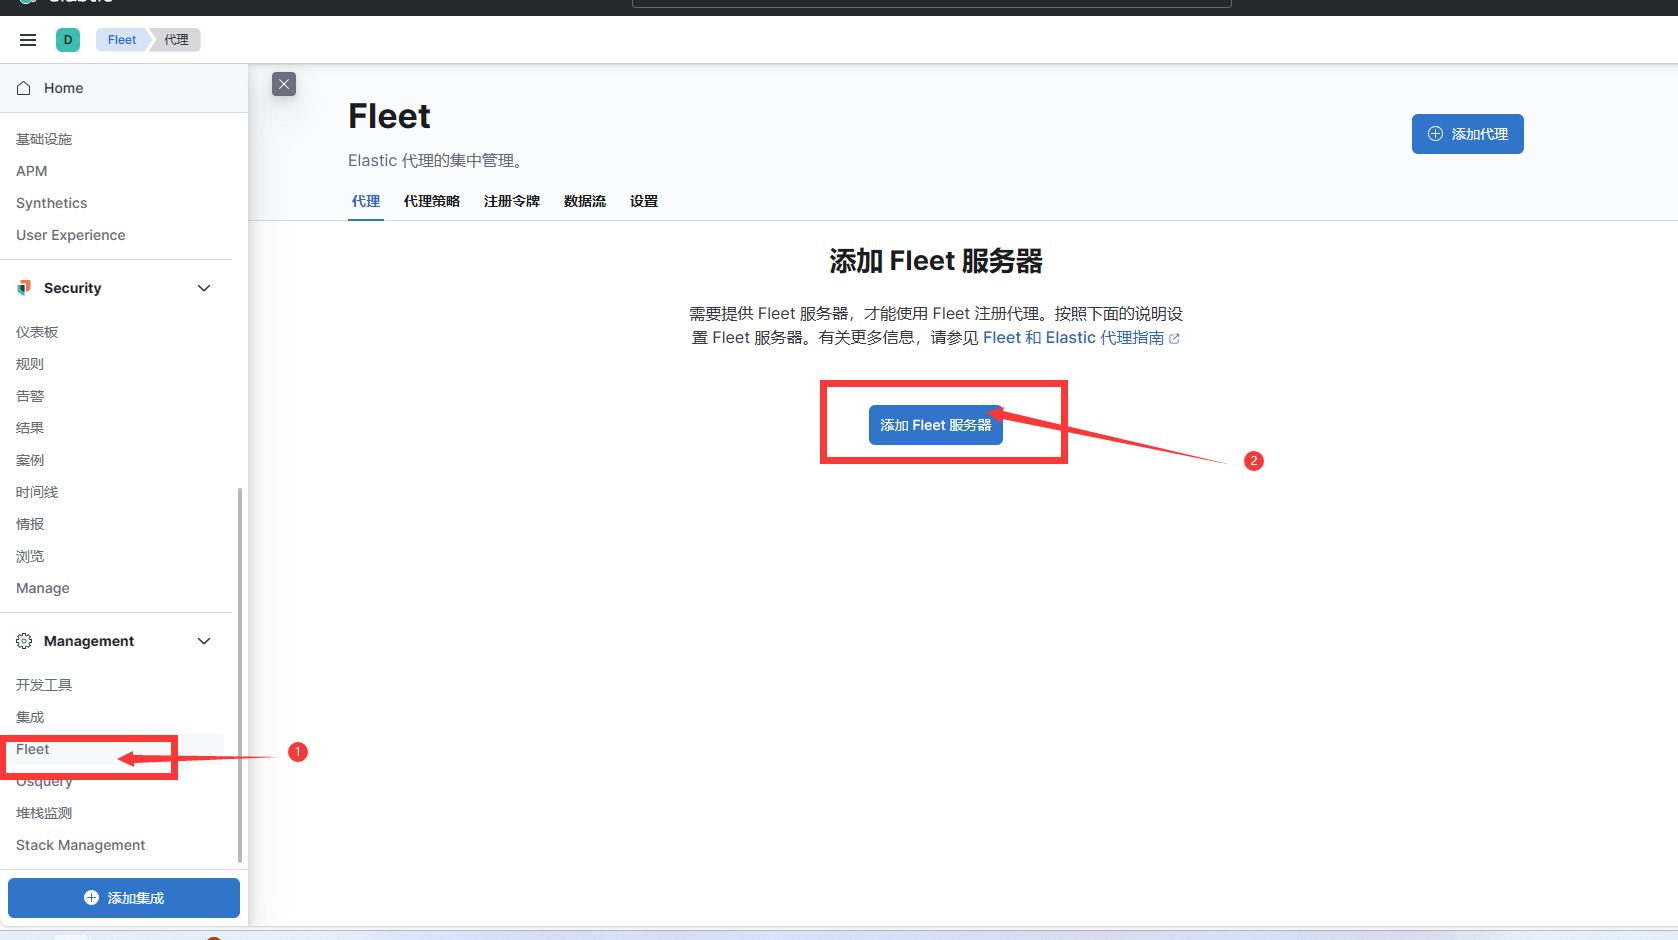 D
Fleet
代理
Home
基础设施
APM
Synthetics
User Experience
Security
仪表板
规则
告警
结果
案例
时间线
情报
浏览
Manage
Management
开发工具
集成
Fleet
Osquery
堆栈监测
Stack Management
添加集成
Fleet
Elastic 代理的集中管理。
添加代理
代理
代理策略
注册令牌
数据流
设置
添加 Fleet 服务器
需要提供 Fleet 服务器，才能使用 Fleet 注册代理。按照下面的说明设
置 Fleet 服务器。有关更多信息，请参见 Fleet 和 Elastic 代理指南
添加 Fleet 服务器
2
1